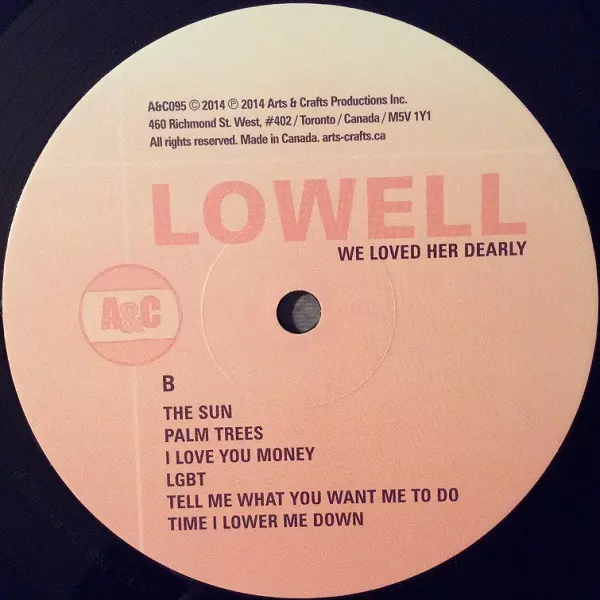 A&C095 © 2014 ℗ 2014 Arts & Crafts Productions Inc.
460 Richmond St. West, #402 / Toronto / Canada / M5V 1Y1
All rights reserved. Made in Canada. arts-crafts.ca
LOWELL
WE LOVED HER DEARLY
A&C
B
THE SUN
PALM TREES
I LOVE YOU MONEY
LGBT
TELL ME WHAT YOU WANT ME TO DO
TIME I LOWER ME DOWN